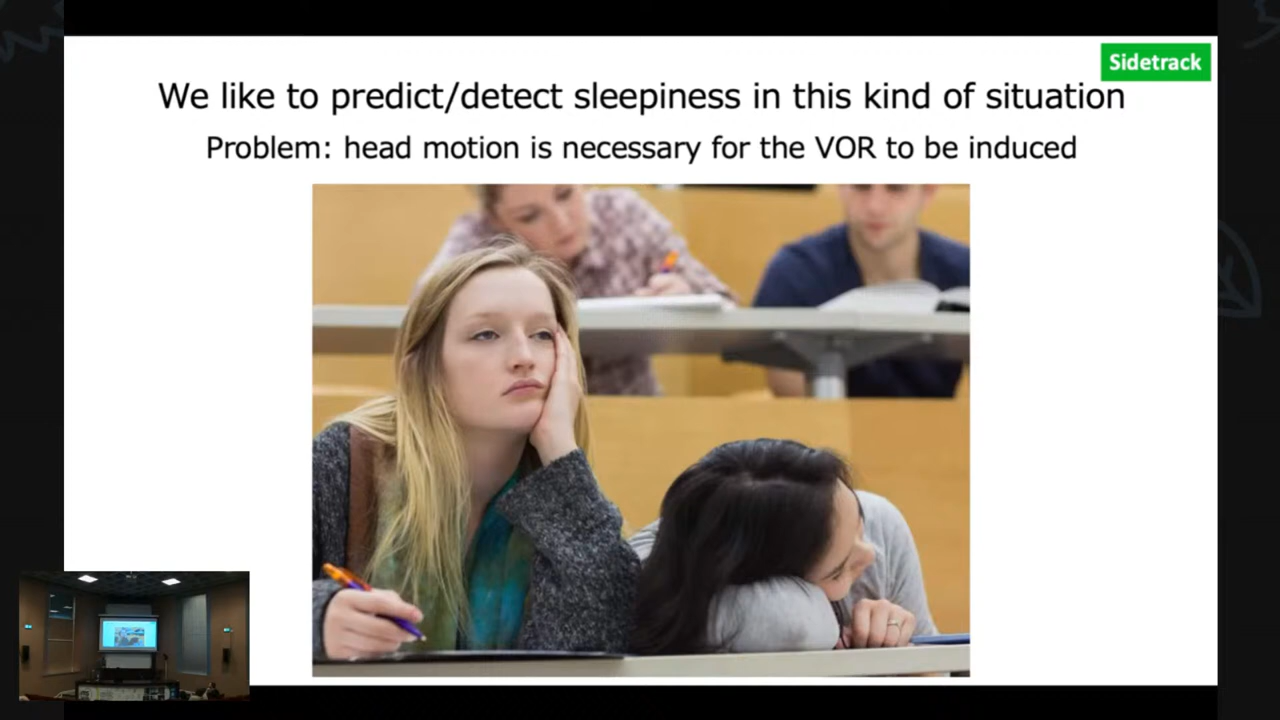 Sidetrack
We like to predict/detect sleepiness in this kind of situation
Problem: head motion is necessary for the VOR to be induced